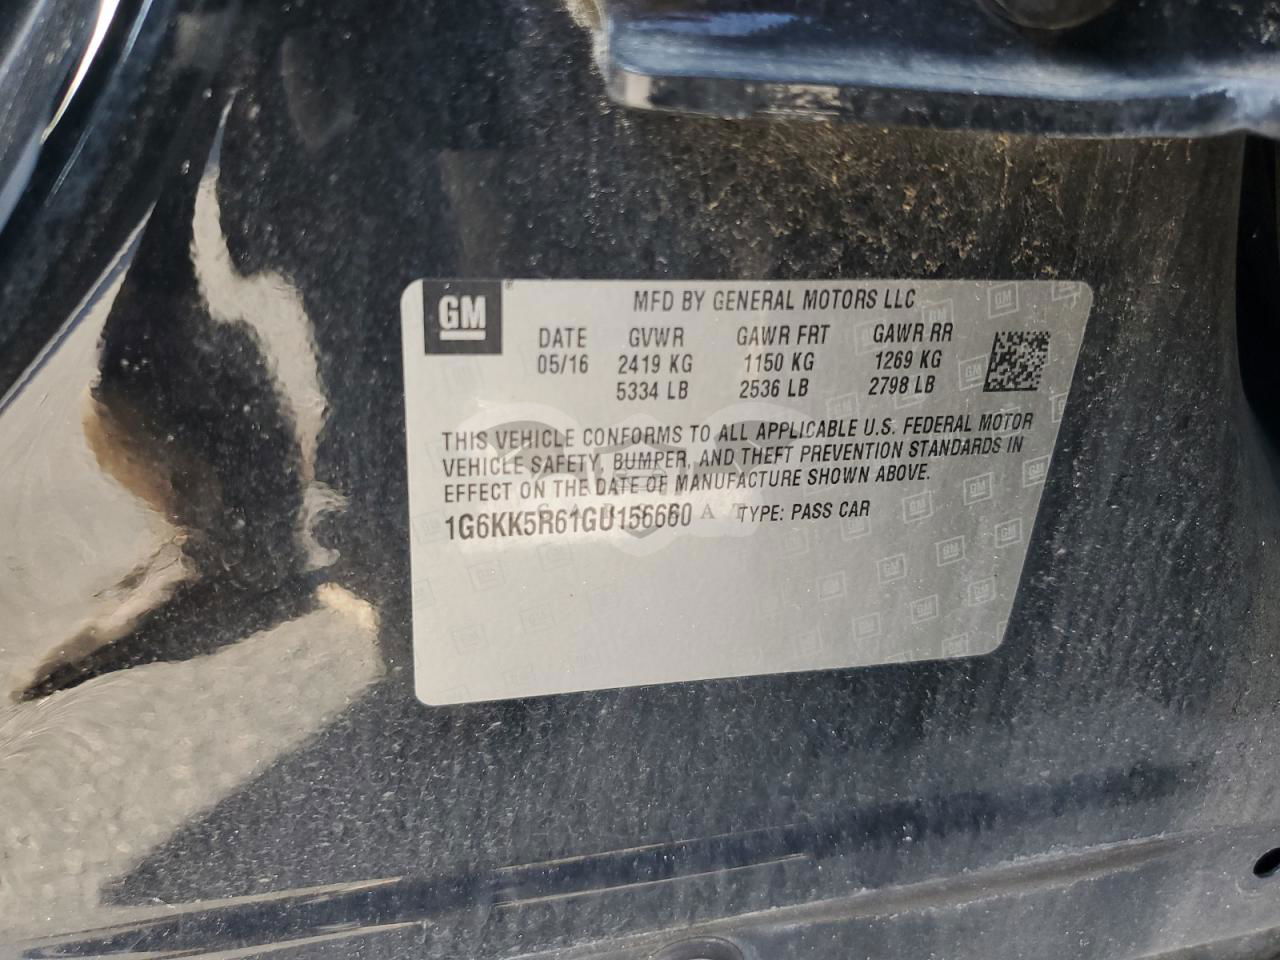 GM
MFD BY GENERAL MOTORS LLC
DATE GVWR GAWR FRT GAWR RR
05/16 2419 KG 1150 KG 1269 KG
5334 LB 2536 LB 2798 LB
THIS VEHICLE CONFORMS TO ALL APPLICABLE U.S. FEDERAL MOTOR
VEHICLE SAFETY, BUMPER, AND THEFT PREVENTION STANDARDS IN
EFFECT ON THE DATE OF MANUFACTURE SHOWN ABOVE.
1G6KK5R61GU156660 TYPE: PASS CAR